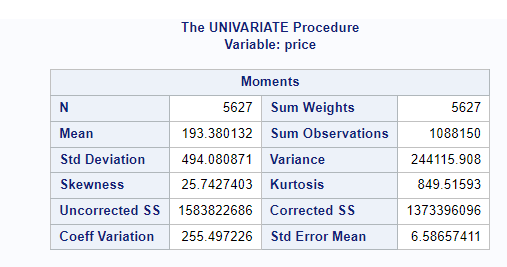 The UNIVARIATE Procedure
Variable: price
Moments
N 5627 Sum Weights 5627
Mean 193.380132 Sum Observations 1088150
Std Deviation 494.080871 Variance 244115.908
Skewness 25.7427403 Kurtosis 849.51593
Uncorrected SS 1583822686 Corrected SS 1373396096
Coeff Variation 255.497226 Std Error Mean 6.58657411